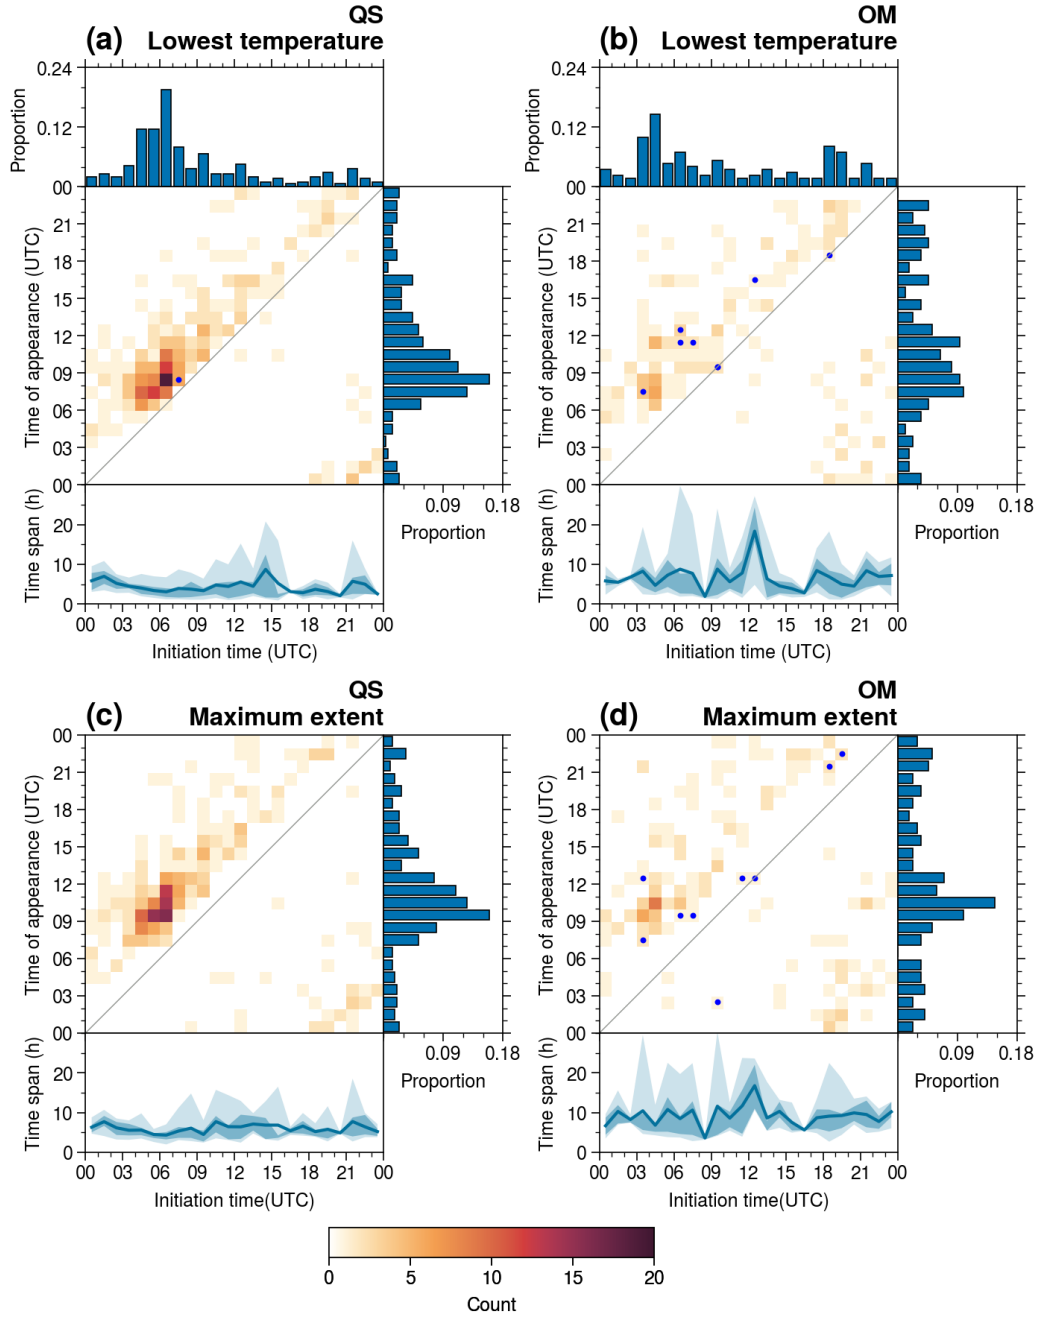 QS
(a) Lowest temperature
0.24
0.12
00
Proportion
21
18
15
12
09
06
03
00
Time of appearance (UTC)
0.09 0.18
Proportion
20
10
0
Time span (h)
00 03 06 09 12 15 18 21 00
Initiation time (UTC)
OM
(b) Lowest temperature
0.24
0.12
00
Proportion
21
18
15
12
09
06
03
00
Time of appearance (UTC)
0.09 0.18
Proportion
20
10
0
Time span (h)
00 03 06 09 12 15 18 21 00
Initiation time (UTC)
QS
(c) Maximum extent
00
21
18
15
12
09
06
03
00
Time of appearance (UTC)
0.09 0.18
Proportion
20
10
0
Time span (h)
00 03 06 09 12 15 18 21 00
Initiation time(UTC)
OM
(d) Maximum extent
00
21
18
15
12
09
06
03
00
Time of appearance (UTC)
0.09 0.18
Proportion
20
10
0
Time span (h)
00 03 06 09 12 15 18 21 00
Initiation time(UTC)
0 5 10 15 20
Count